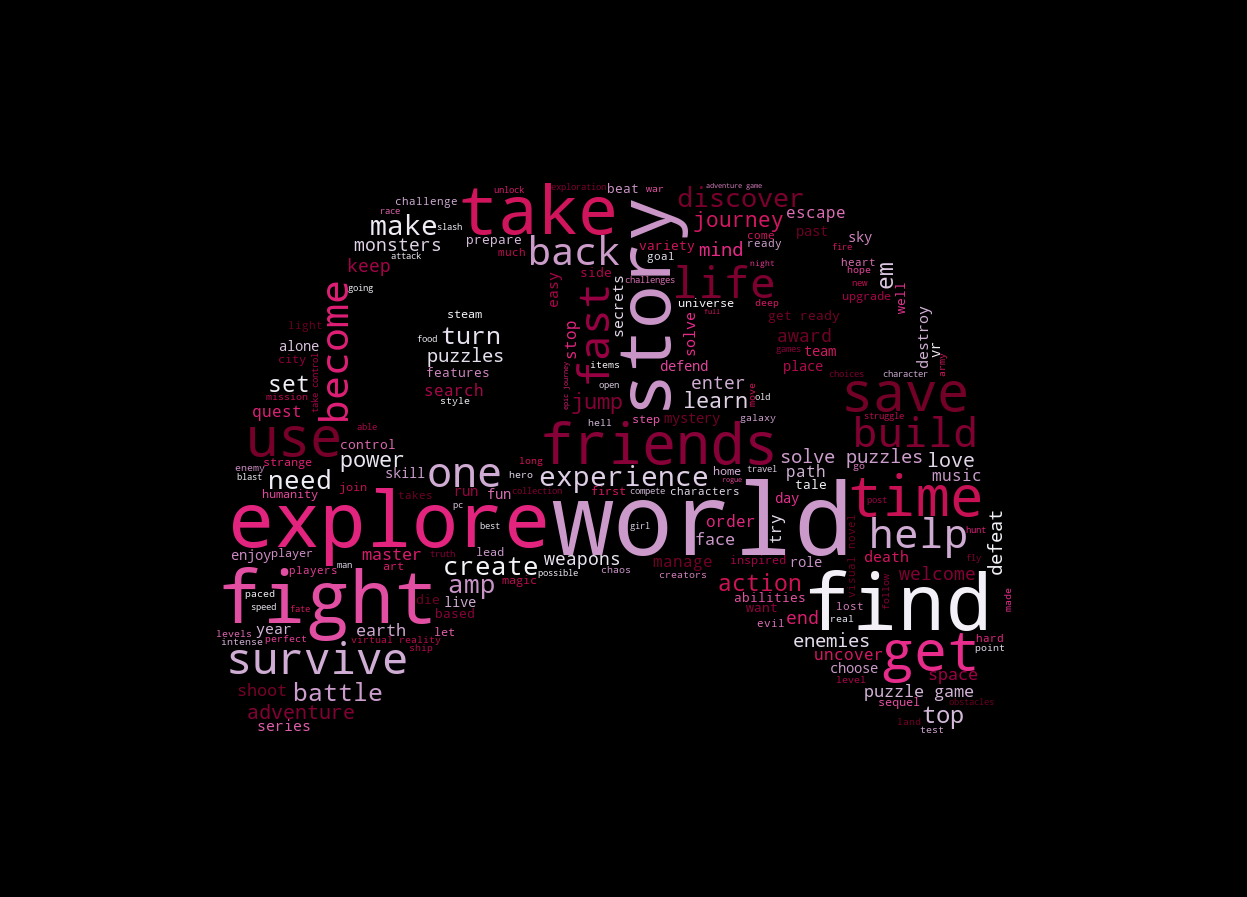 adventure game
unlock
exploration
beat
war
take
challenge
discover
race
make
slash
story
journey
escape
come
past
sky
monsters
attack
prepare
back
much
variety
goal
mind
ready
fire
keep
side
life
night
heart
hope
em
going
easy
secrets
challenges
universe
deep
new
upgrade
well
become
fast
steam
full
get ready
light
food
turn
stop
solve
award
destroy
alone
puzzles
games
team
vr
city
take control
features
items
defend
place
choices
character
army
set
search
open
enter
save
mission
style
epic journey
jump
learn
move
old
quest
step
mystery
galaxy
struggle
able
hell
use
control
friends
build
strange
power
long
solve puzzles
love
enemy
blast
need
skill
one
hero
experience
home
travel
path
go
music
rogue
tale
humanity
join
takes
run
fun
collection
first
compete
characters
day
post
time
pc
explore
best
girl
world
order
try
visual novel
help
hunt
defeat
enjoy
player
master
truth
lead
face
death
fly
man
art
create
weapons
manage
inspired
role
players
possible
chaos
creators
welcome
fight
amp
magic
action
find
follow
paced
speed
fate
die
live
based
abilities
want
lost
made
real
year
earth
let
evil
end
levels
intense
perfect
virtual reality
ship
enemies
hard
point
survive
uncover
get
choose
level
space
shoot
battle
puzzle game
sequel
obstacles
adventure
top
land
series
test